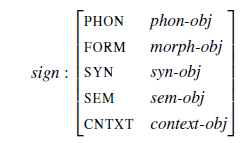 PHON phon-obj
FORM morph-obj
sign : SYN syn-obj
SEM sem-obj
CNTXT context-obj